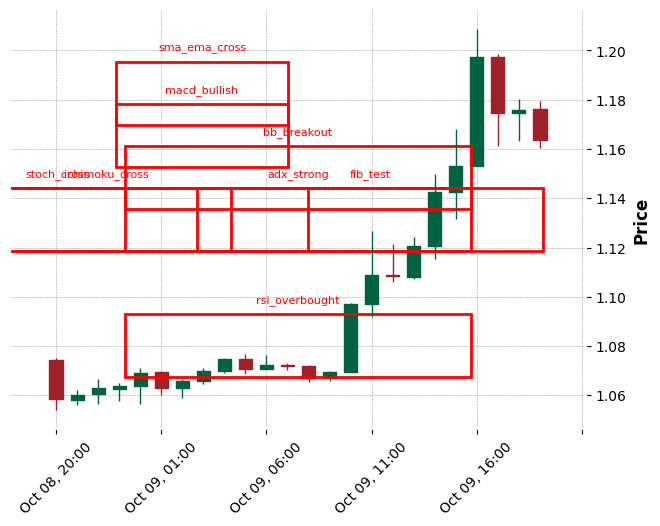 sma_ema_cross
macd_bullish
bb_breakout
adx_strong
fib_test
rsi_overbought
1.20
1.18
1.16
1.14
1.12
1.10
1.08
1.06
Price
Oct 08, 20:00
Oct 09, 01:00
Oct 09, 06:00
Oct 09, 11:00
Oct 09, 16:00